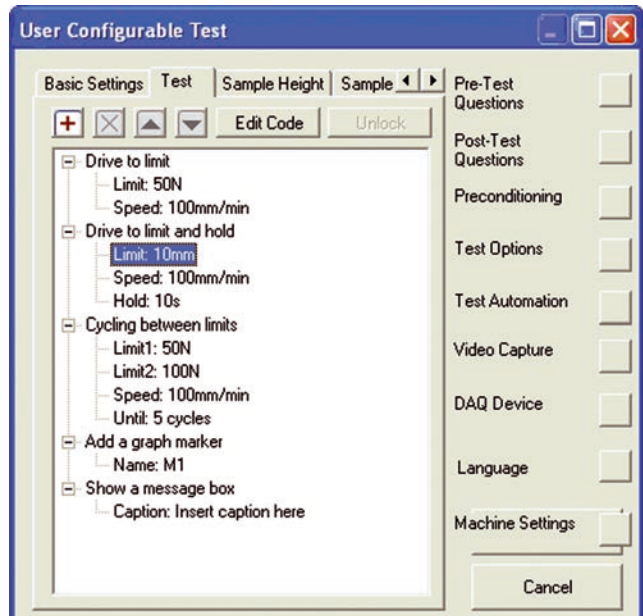 User Configurable Test
Basic Settings
Test
Sample Height
Sample
Edit Code
Unlock
Drive to limit
Limit: 50N
Speed: 100mm/min
Drive to limit and hold
Limit: 10mm
Speed: 100mm/min
Hold: 10s
Cycling between limits
Limit1: 50N
Limit2: 100N
Speed: 100mm/min
Until: 5 cycles
Add a graph marker
Name: M1
Show a message box
Caption: Insert caption here
Pre-Test
Questions
Post-Test
Questions
Preconditioning
Test Options
Test Automation
Video Capture
DAQ Device
Language
Machine Settings
Cancel